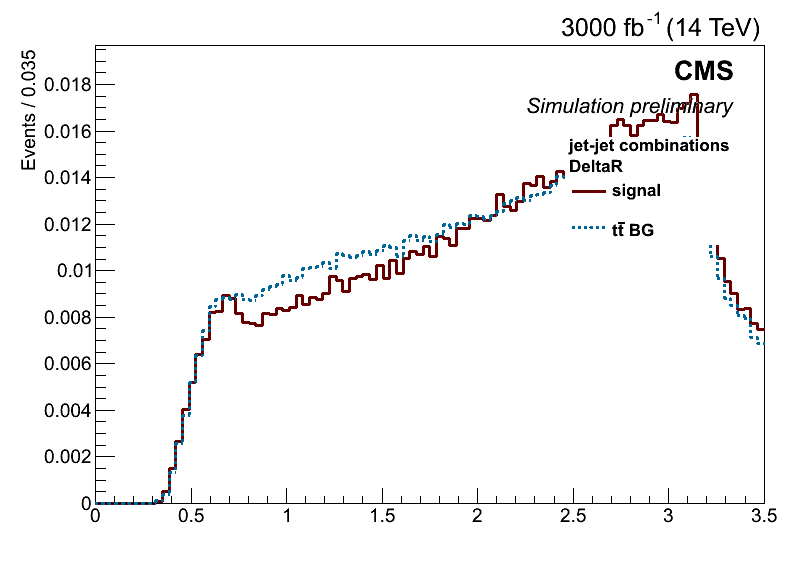 3000 fb⁻¹ (14 TeV)
CMS
Simulation preliminary
jet-jet combinations
DeltaR
signal
tt̄ BG
Events / 0.035
0.018
0.016
0.014
0.012
0.01
0.008
0.006
0.004
0.002
0
0 0.5 1 1.5 2 2.5 3 3.5